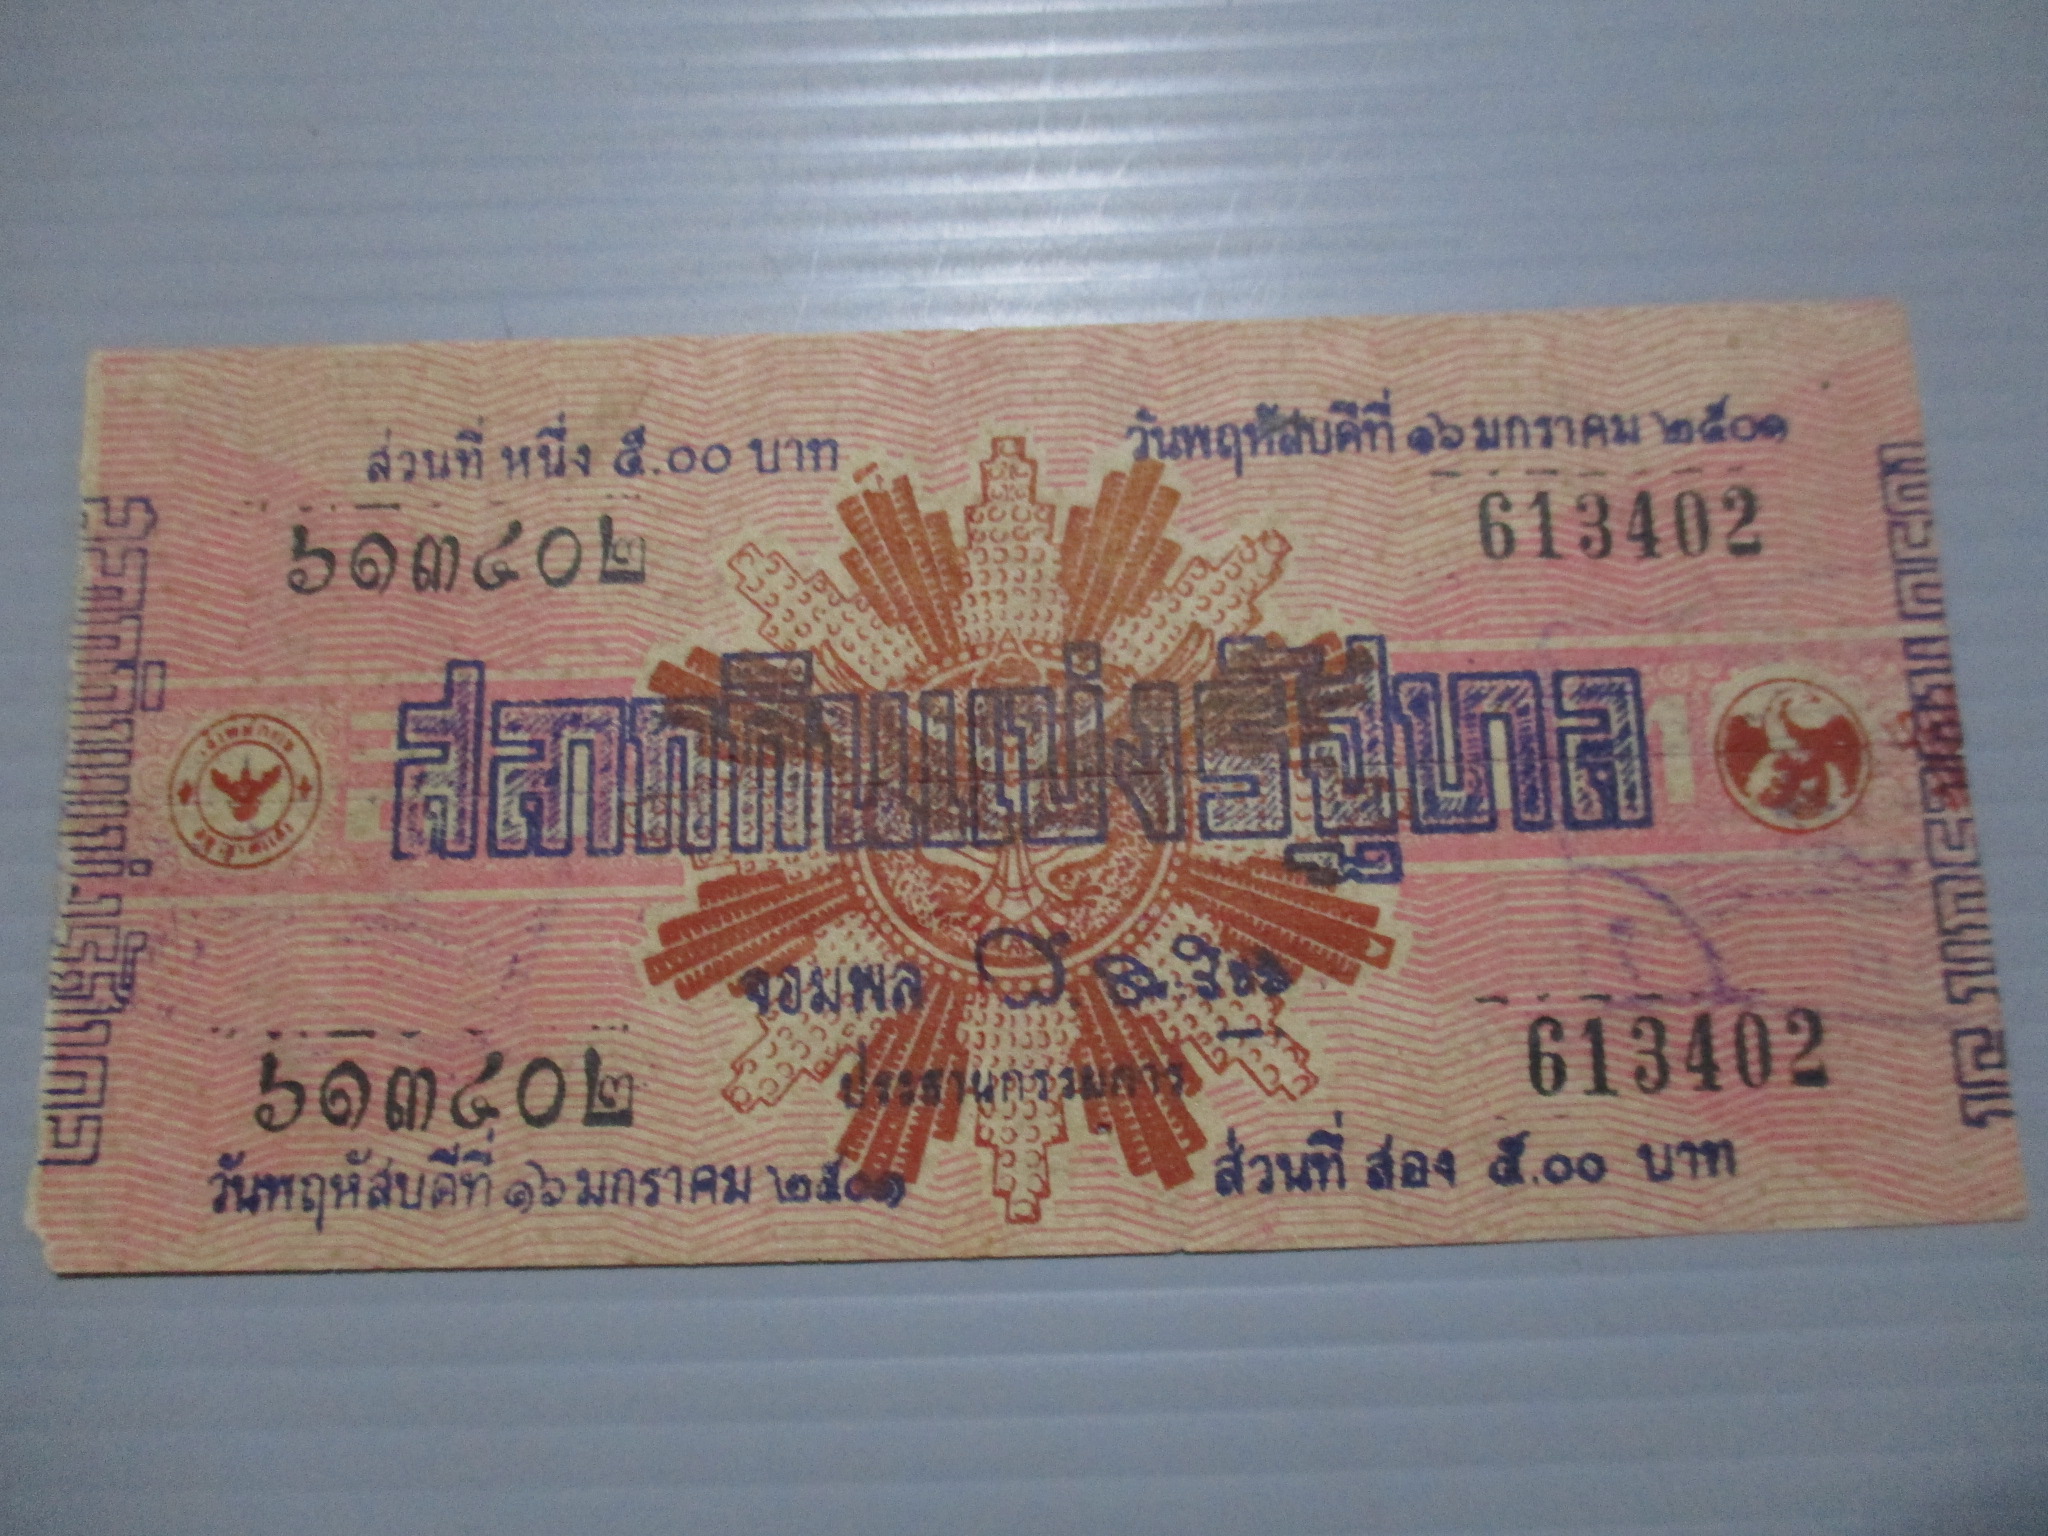 ส่วนที่ หนึ่ง ๕.๐๐ บาท
วันพฤหัสบดีที่ ๑๖ มกราคม ๒๕๐๑
๖๑๓๔๐๒
613402
สลากกินแบ่งรัฐบาล
จอมพล
๖๑๓๔๐๒
613402
ประธานกรรมการ
วันพฤหัสบดีที่ ๑๖ มกราคม ๒๕๐๑
ส่วนที่ สอง ๕.๐๐ บาท